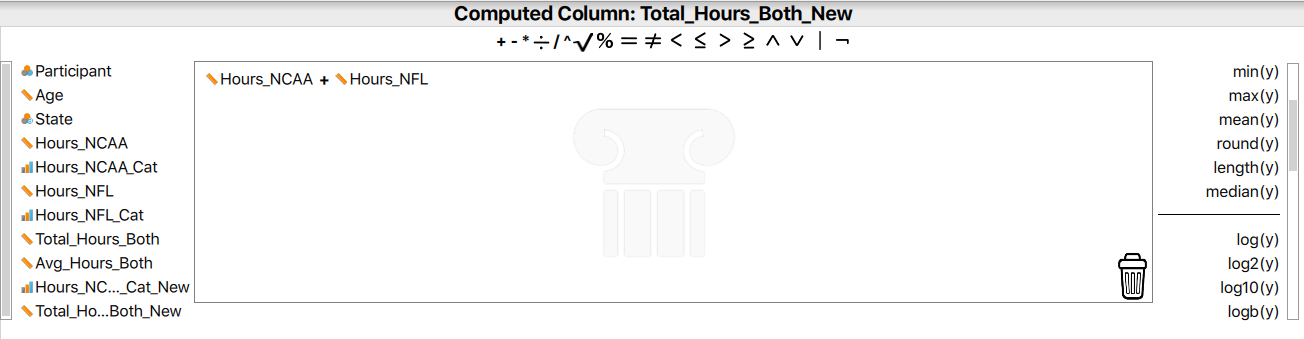 Computed Column: Total_Hours_Both_New
+ - * ÷ / ^ √ % = ≠ < ≤ > ≥ ∧ ∨ | ¬
Participant
Age
State
Hours_NCAA
Hours_NCAA_Cat
Hours_NFL
Hours_NFL_Cat
Total_Hours_Both
Avg_Hours_Both
Hours_NC..._Cat_New
Total_Ho...Both_New
Hours_NCAA + Hours_NFL
min(y)
max(y)
mean(y)
round(y)
length(y)
median(y)
log(y)
log2(y)
log10(y)
logb(y)